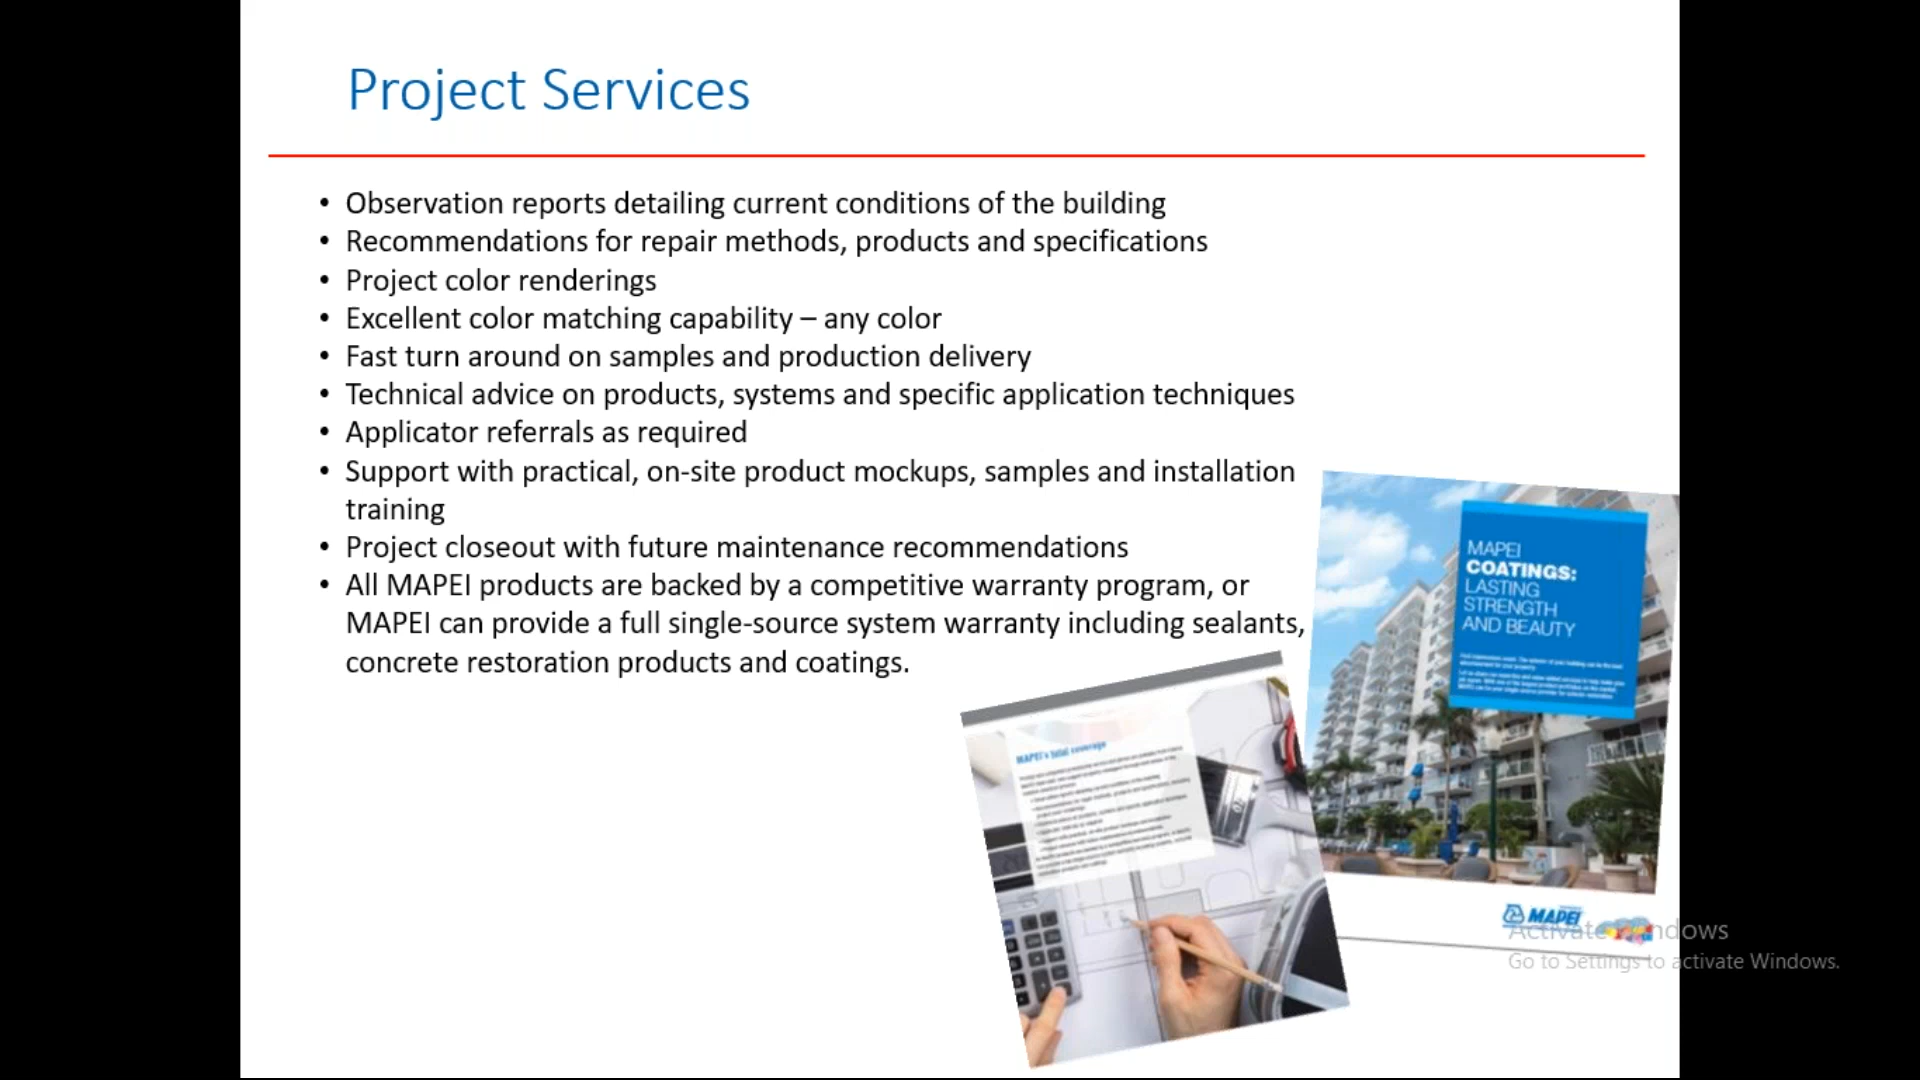 Project Services
• Observation reports detailing current conditions of the building
• Recommendations for repair methods, products and specifications
• Project color renderings
• Excellent color matching capability – any color
• Fast turn around on samples and production delivery
• Technical advice on products, systems and specific application techniques
• Applicator referrals as required
• Support with practical, on-site product mockups, samples and installation
training
• Project closeout with future maintenance recommendations
• All MAPEI products are backed by a competitive warranty program, or
MAPEI can provide a full single-source system warranty including sealants,
concrete restoration products and coatings.
MAPEI
COATINGS:
LASTING
STRENGTH
AND BEAUTY
MAPEI's total coverage
MAPEI
Activate Windows
Go to Settings to activate Windows.